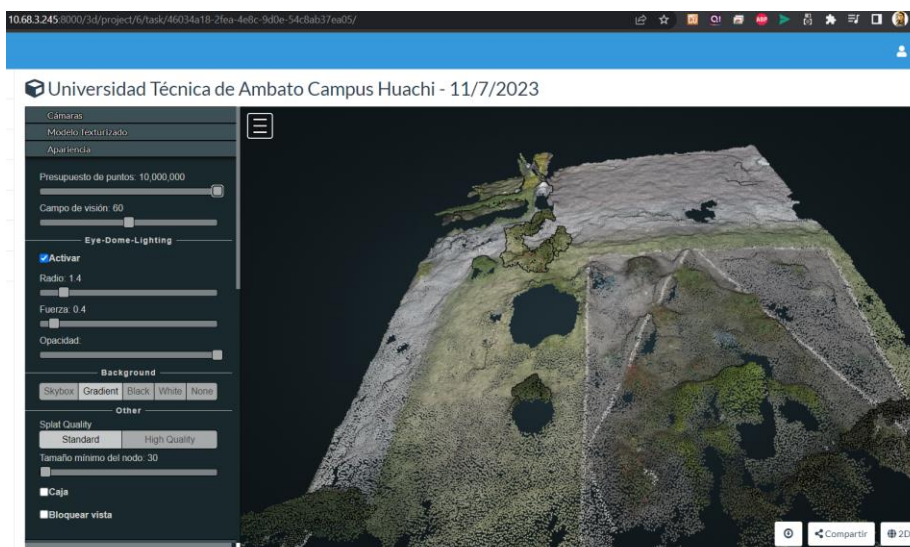 10.68.3.245:8000/3d/project/6/task/46034a18-2fea-4e8c-9d0e-54c8ab37ea05/
Universidad Técnica de Ambato Campus Huachi - 11/7/2023
Cámaras
Modelo Texturizado
Apariencia
Presupuesto de puntos: 10,000,000
Campo de visión: 60
Eye-Dome-Lighting
Activar
Radio: 1.4
Fuerza: 0.4
Opacidad:
Background
Skybox Gradient Black White None
Other
Splat Quality
Standard High Quality
Tamaño mínimo del nodo: 30
Caja
Bloquear vista
Compartir 2D